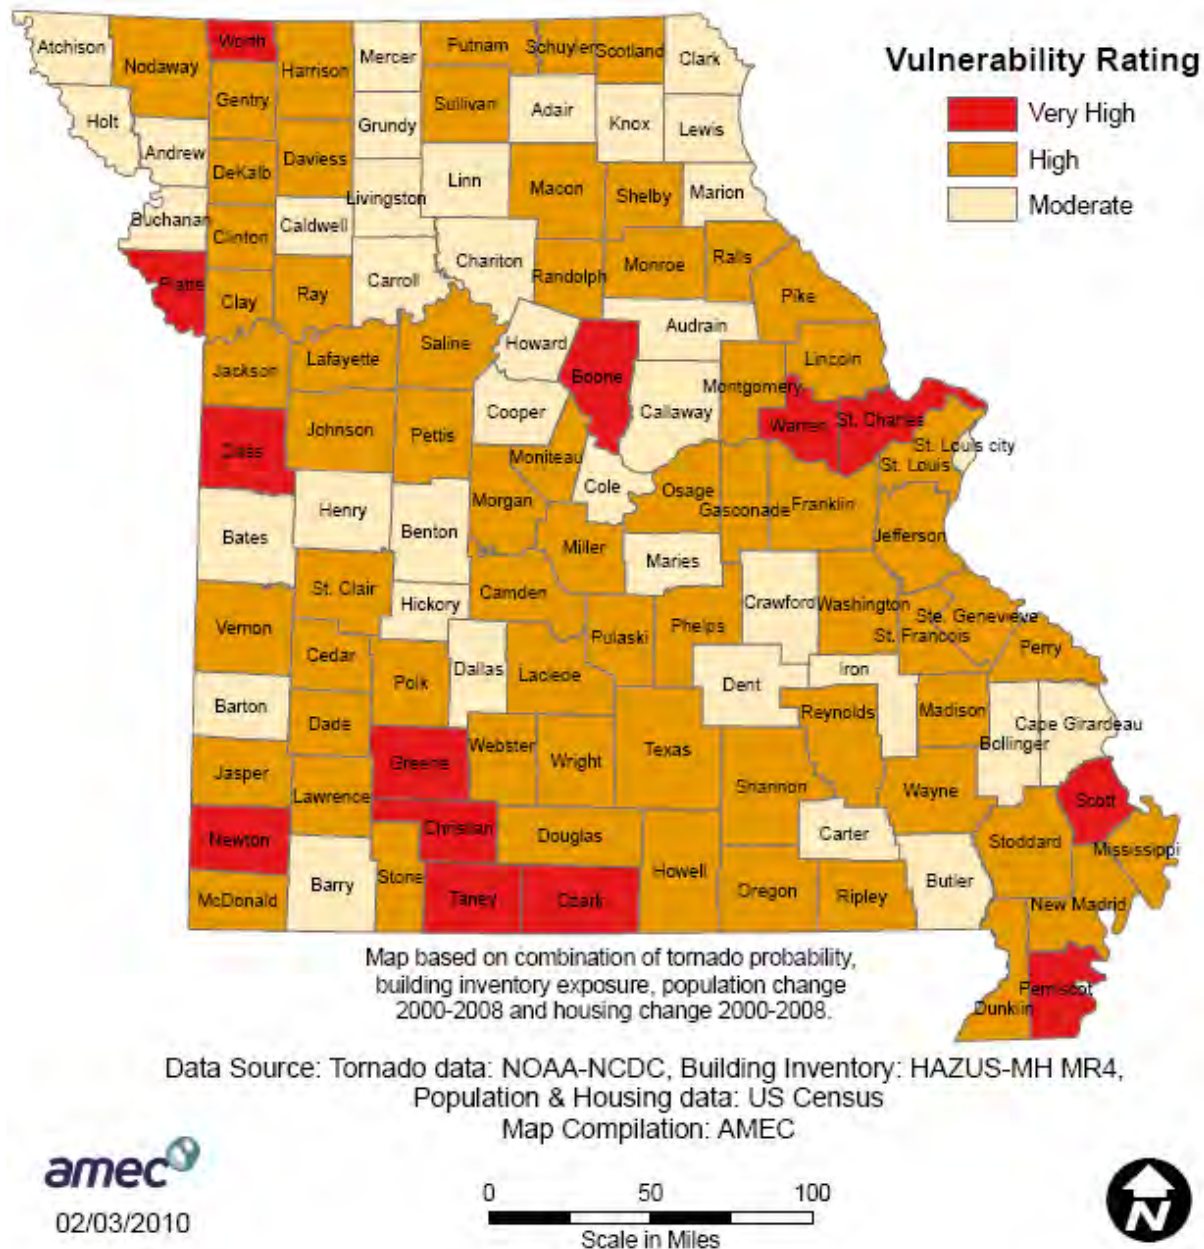 Vulnerability Rating
Very High
High
Moderate
Atchison
Nodaway
Worth
Harrison
Mercer
Putnam
Schuyler
Scotland
Clark
Holt
Gentry
Grundy
Sullivan
Adair
Knox
Lewis
Andrew
DeKalb
Daviess
Livingston
Linn
Macon
Shelby
Marion
Buchanan
Clinton
Caldwell
Chariton
Randolph
Monroe
Ralls
Platte
Clay
Ray
Carroll
Pike
Jackson
Lafayette
Saline
Howard
Boone
Audrain
Montgomery
Lincoln
Cass
Johnson
Pettis
Cooper
Moniteau
Callaway
Warren
St. Charles
St. Louis city
St. Louis
Bates
Henry
Benton
Morgan
Cole
Osage
Gasconade
Franklin
Jefferson
Miller
Maries
Vernon
St. Clair
Hickory
Camden
Pulaski
Phelps
Crawford
Washington
St. Francois
Ste. Genevieve
Perry
Cedar
Polk
Dallas
Laclede
Dent
Iron
Barton
Dade
Reynolds
Madison
Bollinger
Cape Girardeau
Jasper
Lawrence
Greene
Webster
Wright
Texas
Shannon
Wayne
Scott
Newton
Christian
Douglas
Carter
Stoddard
Mississippi
McDonald
Barry
Stone
Taney
Ozark
Howell
Oregon
Ripley
Butler
New Madrid
Dunklin
Pemiscot
Map based on combination of tornado probability,
building inventory exposure, population change
2000-2008 and housing change 2000-2008.
Data Source: Tornado data: NOAA-NCDC, Building Inventory: HAZUS-MH MR4,
Population & Housing data: US Census
Map Compilation: AMEC
amec
02/03/2010
0 50 100
Scale in Miles
N